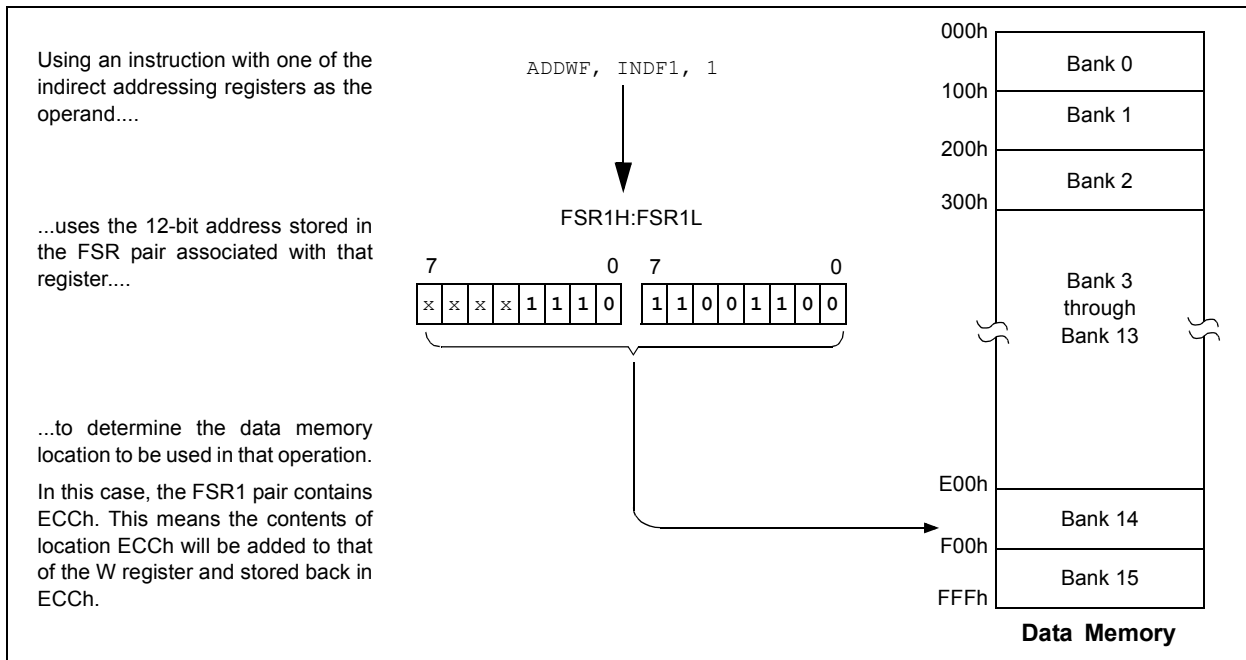 Using an instruction with one of the
indirect addressing registers as the
operand....
...uses the 12-bit address stored in
the FSR pair associated with that
register....
...to determine the data memory
location to be used in that operation.
In this case, the FSR1 pair contains
ECCh. This means the contents of
location ECCh will be added to that
of the W register and stored back in
ECCh.
ADDWF, INDF1, 1
FSR1H:FSR1L
7 0 7 0
x x x x 1 1 1 0 1 1 0 0 1 1 0 0
000h
Bank 0
100h
Bank 1
200h
Bank 2
300h
Bank 3
through
Bank 13
E00h
Bank 14
F00h
Bank 15
FFFh
Data Memory